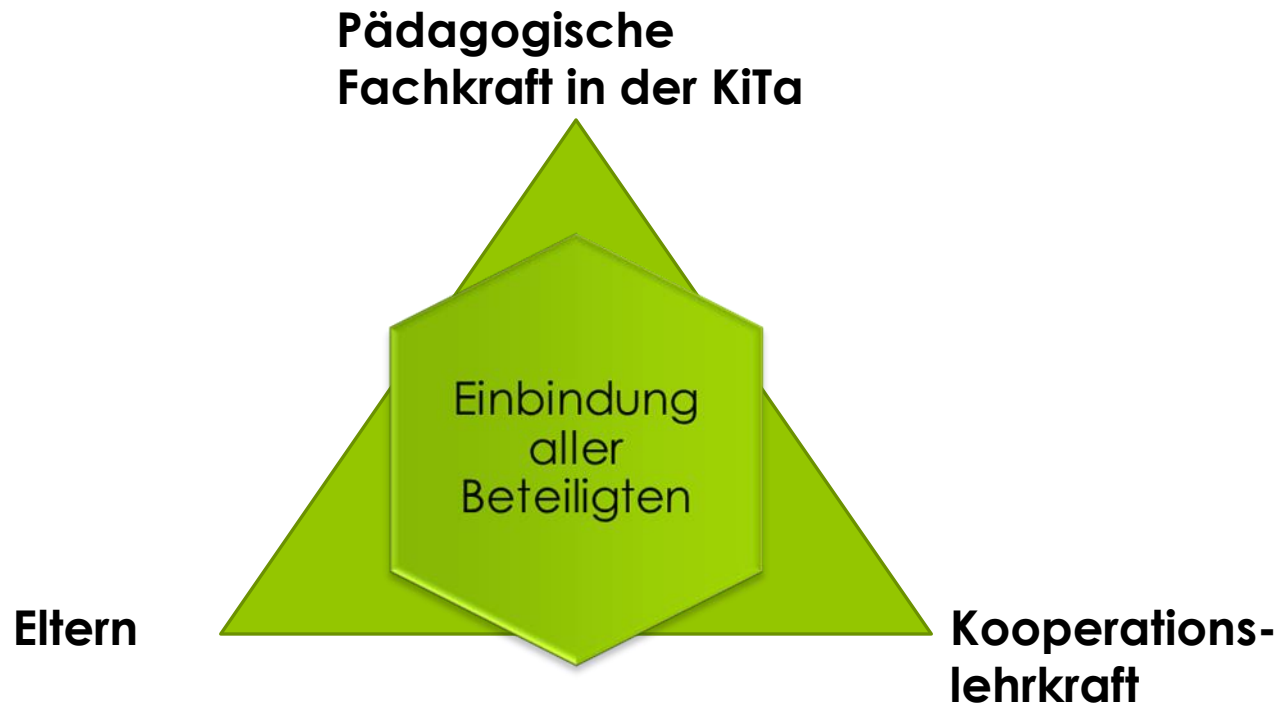 Pädagogische
Fachkraft in der KiTa
Einbindung
aller
Beteiligten
Eltern
Kooperations-
lehrkraft